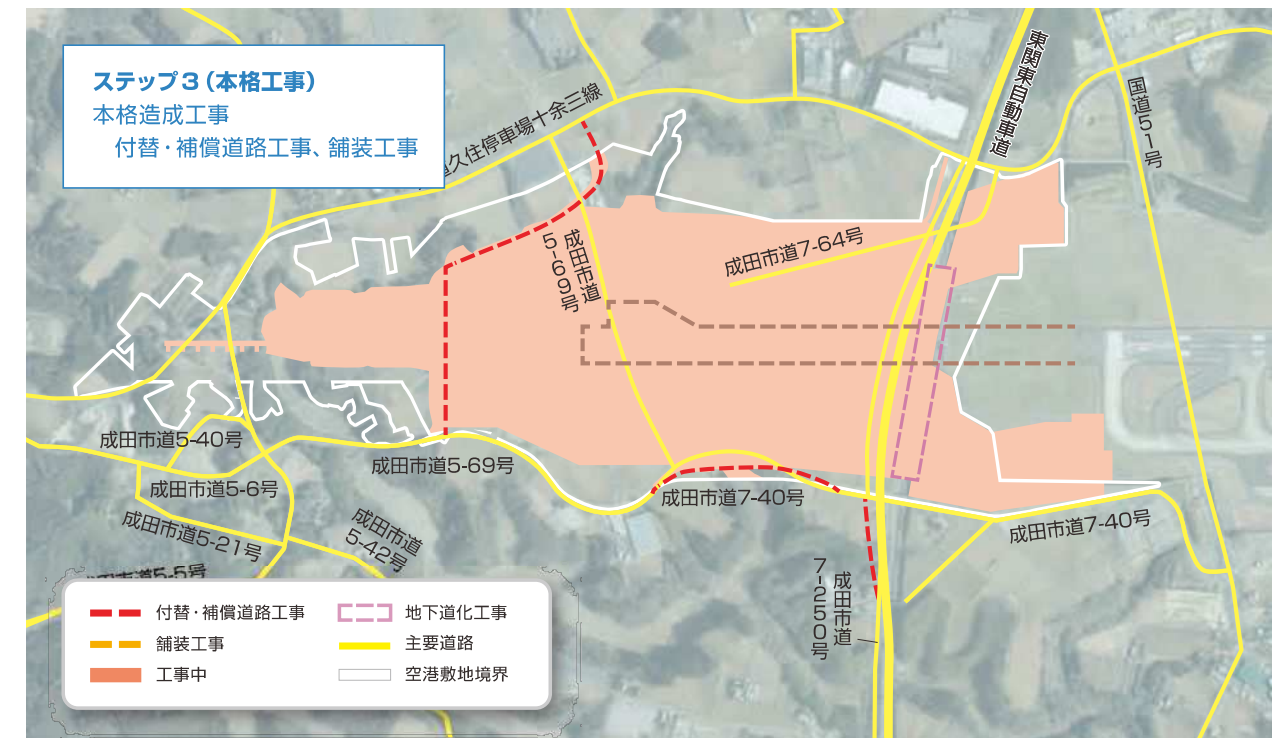 ステップ3(本格工事)
本格造成工事
付替・補償道路工事、舗装工事
久住停車場十余三線
東関東自動車道
国道51号
成田市道
5-69号
成田市道7-64号
成田市道5-40号
成田市道5-69号
成田市道5-6号
成田市道7-40号
成田市道7-40号
成田市道5-21号
成田市道
5-42号
市道5-5号
成田市道
7-250号
付替・補償道路工事
舗装工事
工事中
地下道化工事
主要道路
空港敷地境界